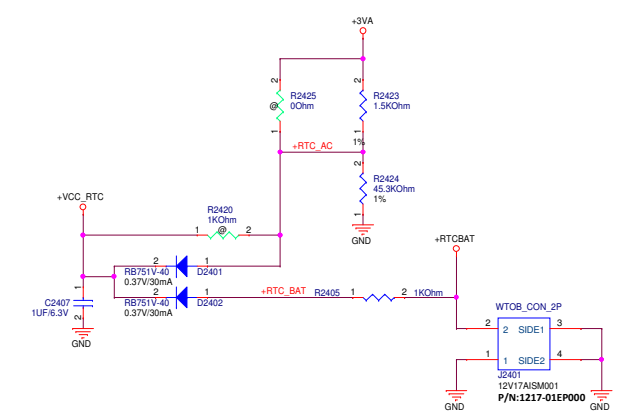 +3VA
2
2
R2425
0Ohm
@
R2423
1.5KOhm
1
1
1%
+RTC_AC
2
R2424
45.3KOhm
1%
1
GND
+VCC_RTC
R2420
1KOhm
1
@
2
+RTCBAT
2
1
RB751V-40
D2401
0.37V/30mA
1
C2407
1UF/6.3V
2
GND
2
1
RB751V-40
D2402
0.37V/30mA
+RTC_BAT
R2405
1
2
1KOhm
WTOB_CON_2P
2
2
SIDE1
3
1
1
SIDE2
4
J2401
12V17AISM001
P/N:1217-01EP000
GND
GND